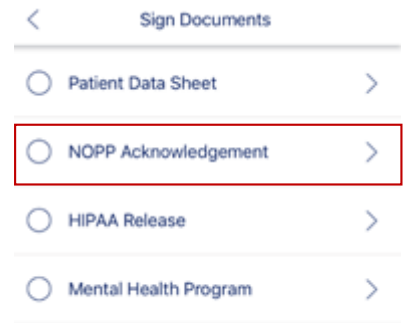 Sign Documents
Patient Data Sheet
NOPP Acknowledgement
HIPAA Release
Mental Health Program